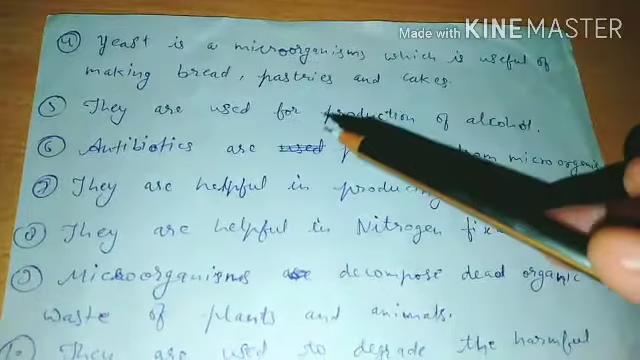 Made with KINEMASTER
4 Yeast is a microorganisms which is useful of
making bread, pastries and cakes.
5 They are used for production of alcohol.
6 Antibiotics are from
7 They are helpful in producing
8 They are helpful in Nitrogen
9 Microorganisms decompose dead organic
waste of plants and animals.
They are used to degrade the harmful